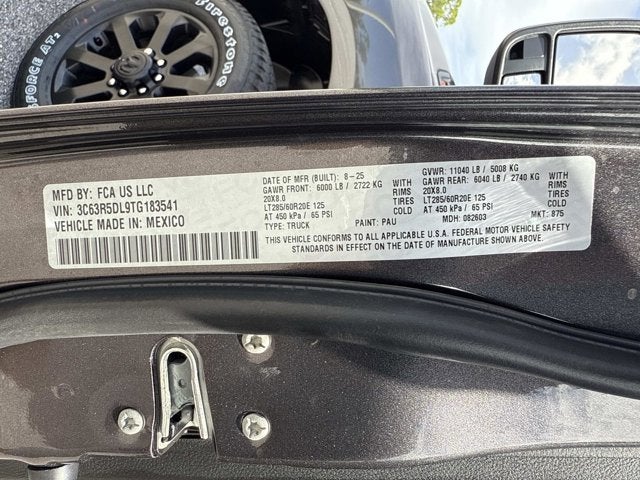 Firestone
FORCE AT2
MFD BY: FCA US LLC
VIN: 3C63R5DL9TG183541
VEHICLE MADE IN: MEXICO
DATE OF MFR (BUILT): 8-25 GVWR: 11040 LB / 5008 KG
GAWR FRONT: 6000 LB / 2722 KG WITH GAWR REAR: 6040 LB / 2740 KG WITH
20X8.0 RIMS 20X8.0 RIMS
LT285/60R20E 125 TIRES LT285/60R20E 125 TIRES
AT 450 kPa / 65 PSI COLD AT 450 kPa / 65 PSI COLD
TYPE: TRUCK PAINT: PAU MDH: 082603 MKT: 875
THIS VEHICLE CONFORMS TO ALL APPLICABLE U.S.A. FEDERAL MOTOR VEHICLE SAFETY
STANDARDS IN EFFECT ON THE DATE OF MANUFACTURE SHOWN ABOVE.